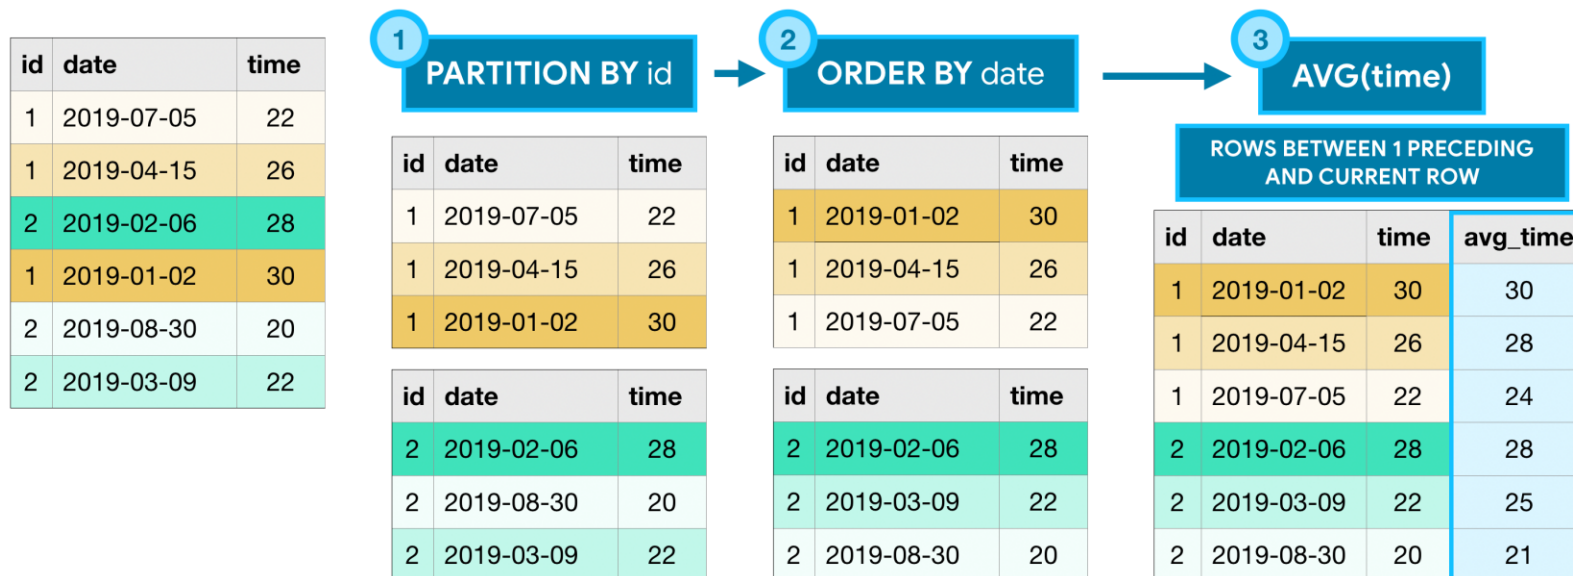 id date time
1 2019-07-05 22
1 2019-04-15 26
2 2019-02-06 28
1 2019-01-02 30
2 2019-08-30 20
2 2019-03-09 22
1
PARTITION BY id
id date time
1 2019-07-05 22
1 2019-04-15 26
1 2019-01-02 30
id date time
2 2019-02-06 28
2 2019-08-30 20
2 2019-03-09 22
2
ORDER BY date
id date time
1 2019-01-02 30
1 2019-04-15 26
1 2019-07-05 22
id date time
2 2019-02-06 28
2 2019-03-09 22
2 2019-08-30 20
3
AVG(time)
ROWS BETWEEN 1 PRECEDING
AND CURRENT ROW
id date time avg_time
1 2019-01-02 30 30
1 2019-04-15 26 28
1 2019-07-05 22 24
2 2019-02-06 28 28
2 2019-03-09 22 25
2 2019-08-30 20 21